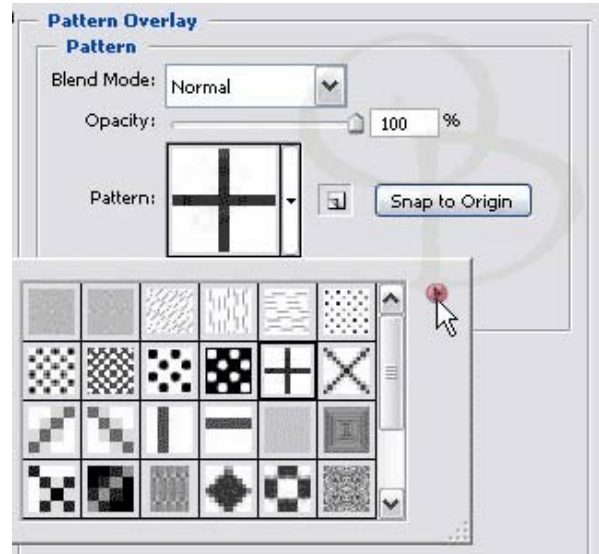 Pattern Overlay
Pattern
Blend Mode: Normal
Opacity: 100 %
Pattern: Snap to Origin